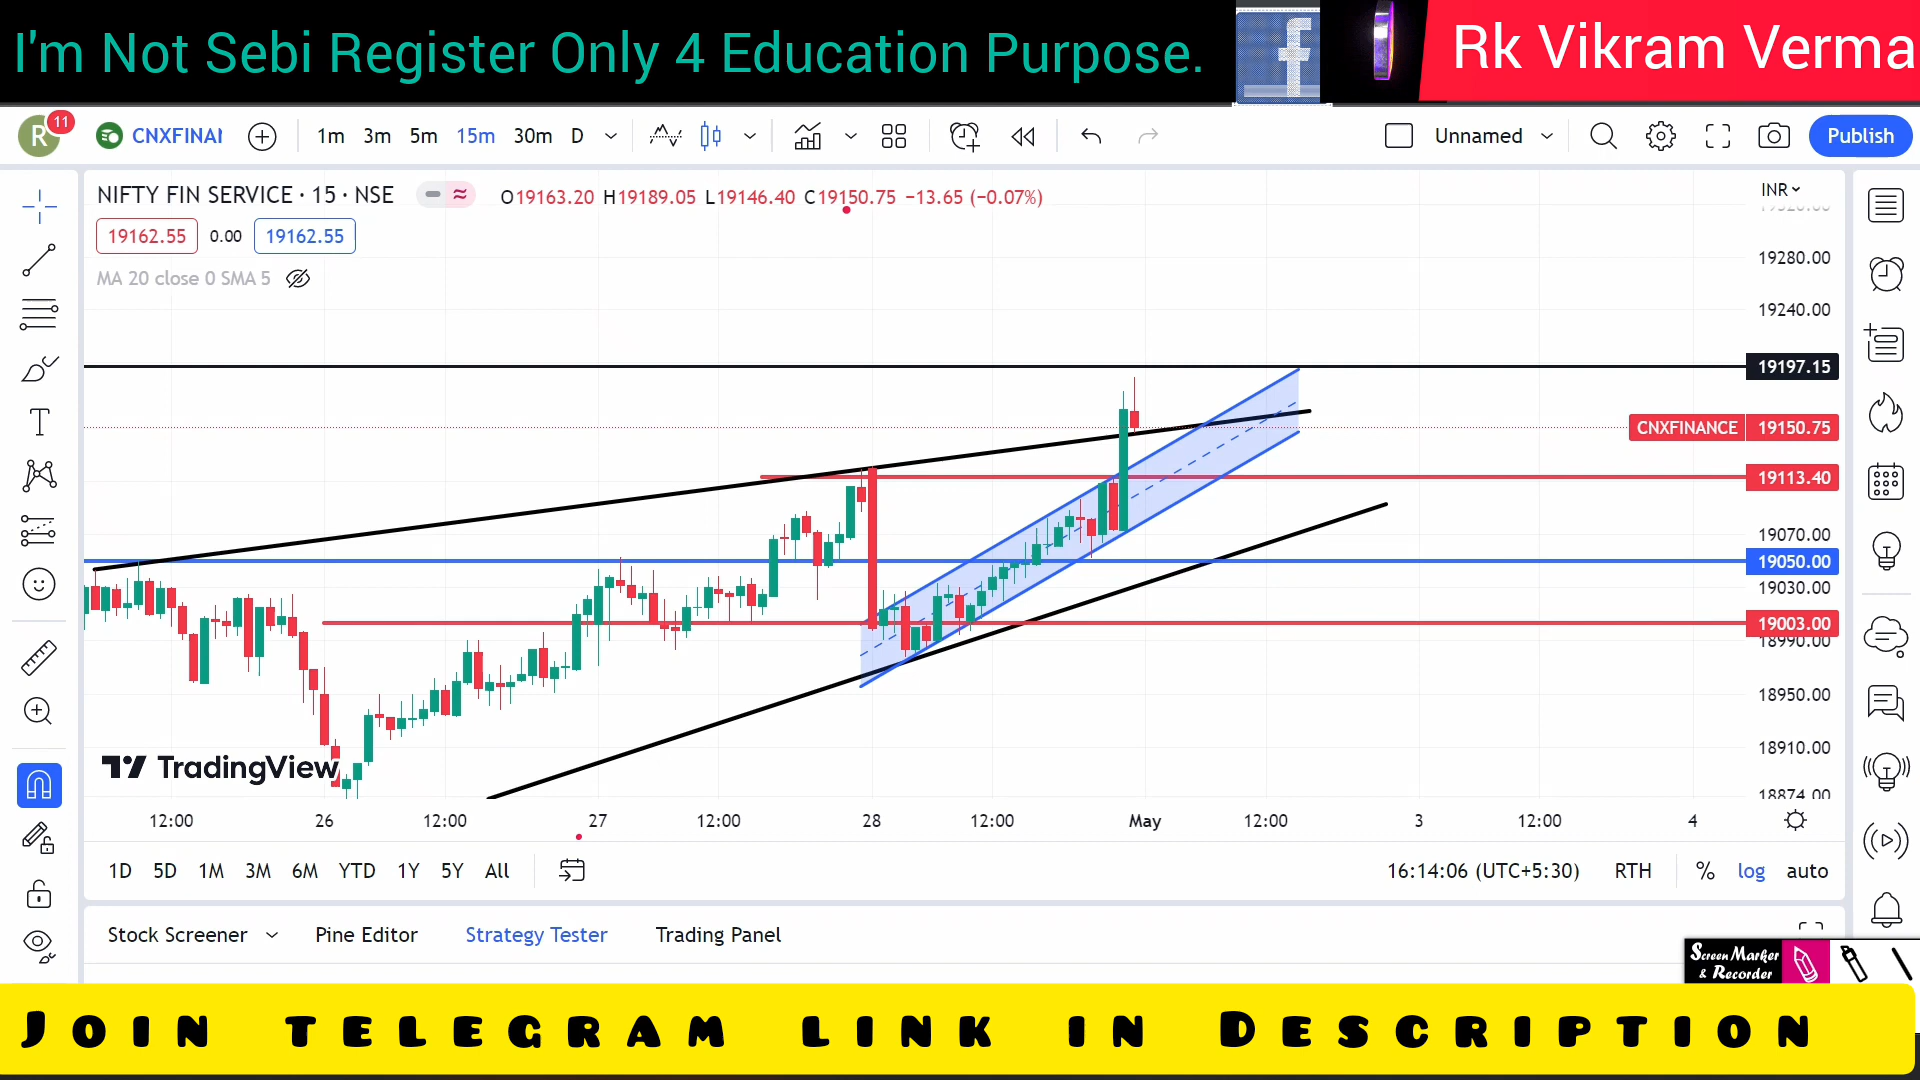 I'm Not Sebi Register Only 4 Education Purpose.
Rk Vikram Verma
R 11 CNXFINAI 1m 3m 5m 15m 30m D Unnamed Publish
NIFTY FIN SERVICE · 15 · NSE O19163.20 H19189.05 L19146.40 C19150.75 −13.65 (−0.07%)
INR
19162.55 0.00 19162.55
MA 20 close 0 SMA 5
19280.00
19240.00
19197.15
CNXFINANCE 19150.75
19113.40
19070.00
19050.00
19030.00
19003.00
18990.00
18950.00
18910.00
18874.00
TradingView
12:00 26 12:00 27 12:00 28 12:00 May 12:00 3 12:00 4
1D 5D 1M 3M 6M YTD 1Y 5Y All 16:14:06 (UTC+5:30) RTH % log auto
Stock Screener Pine Editor Strategy Tester Trading Panel
Screen Marker
& Recorder
Join telegram link in Description